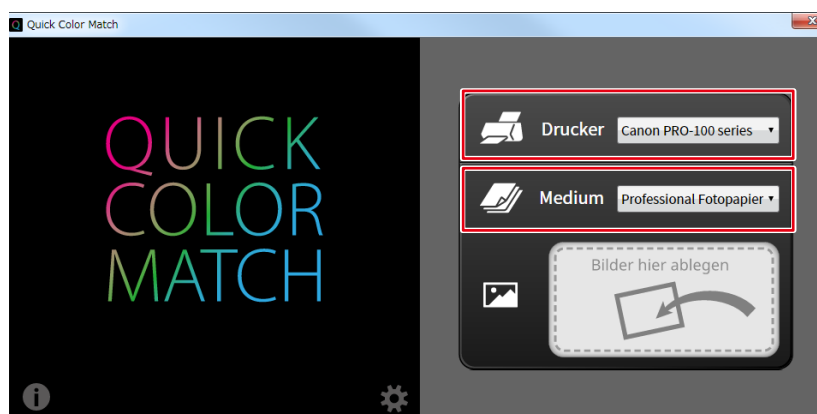 Quick Color Match
QUICK
COLOR
MATCH
Drucker
Canon PRO-100 series
Medium
Professional Fotopapier
Bilder hier ablegen